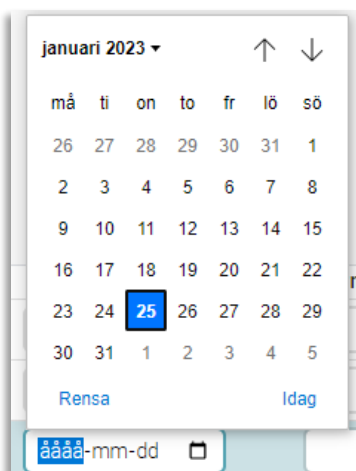 januari 2023
må ti on to fr lö sö
26 27 28 29 30 31 1
2 3 4 5 6 7 8
9 10 11 12 13 14 15
16 17 18 19 20 21 22
23 24 25 26 27 28 29
30 31 1 2 3 4 5
Rensa Idag
åååå-mm-dd